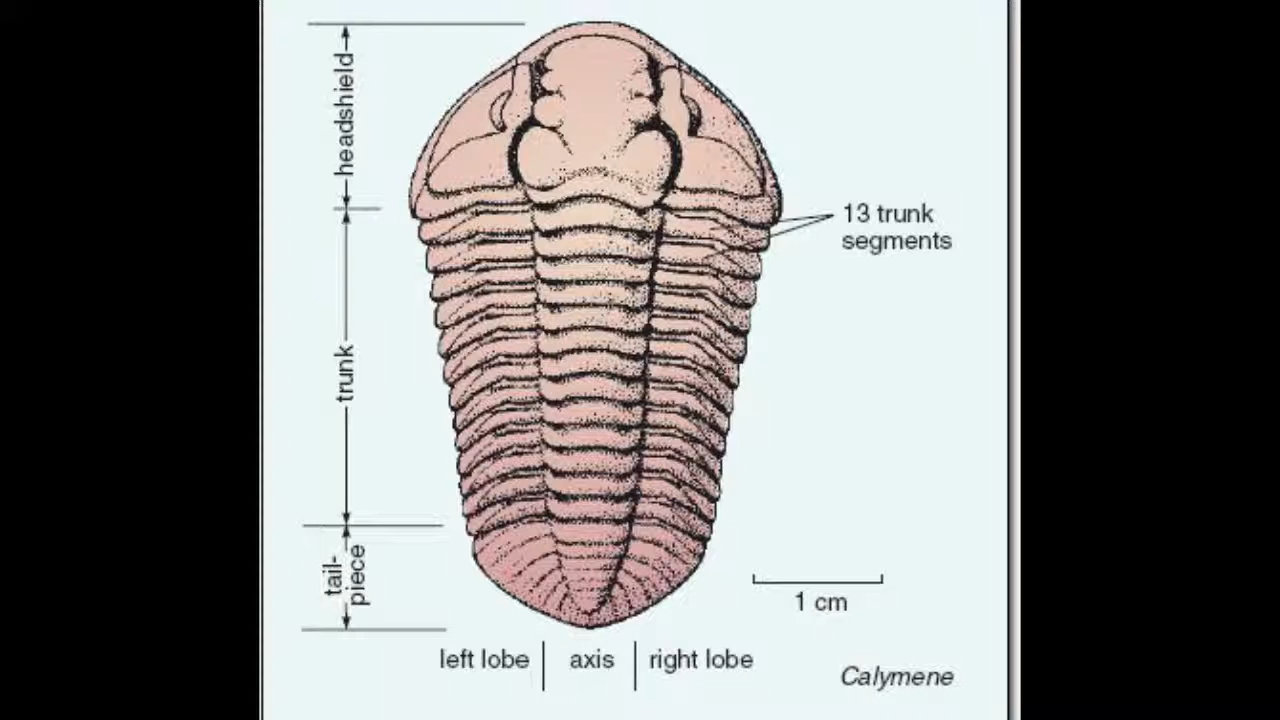 headshield
13 trunk
segments
trunk
tail-
piece
1 cm
left lobe
axis
right lobe
Calymene